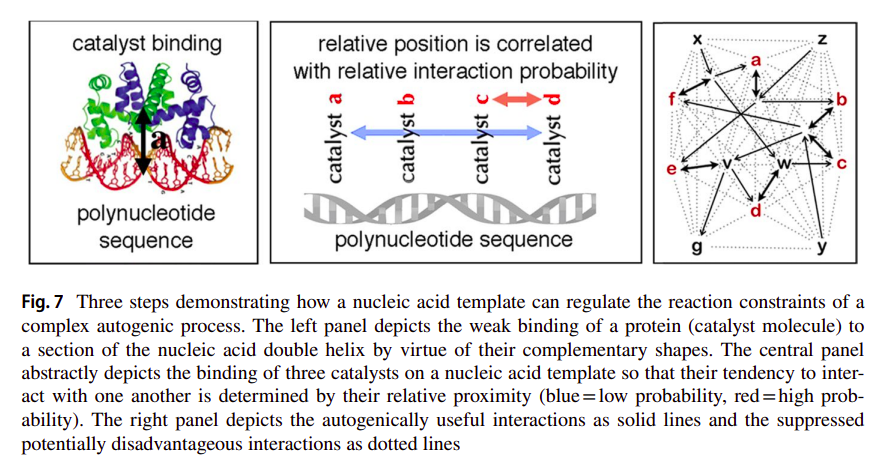 catalyst binding
a
polynucleotide
sequence
relative position is correlated
with relative interaction probability
catalyst a
catalyst b
catalyst c
catalyst d
polynucleotide sequence
x
z
a
f
b
e
v
w
c
d
g
y
Fig. 7 Three steps demonstrating how a nucleic acid template can regulate the reaction constraints of a
complex autogenic process. The left panel depicts the weak binding of a protein (catalyst molecule) to
a section of the nucleic acid double helix by virtue of their complementary shapes. The central panel
abstractly depicts the binding of three catalysts on a nucleic acid template so that their tendency to inter-
act with one another is determined by their relative proximity (blue = low probability, red = high prob-
ability). The right panel depicts the autogenically useful interactions as solid lines and the suppressed
potentially disadvantageous interactions as dotted lines